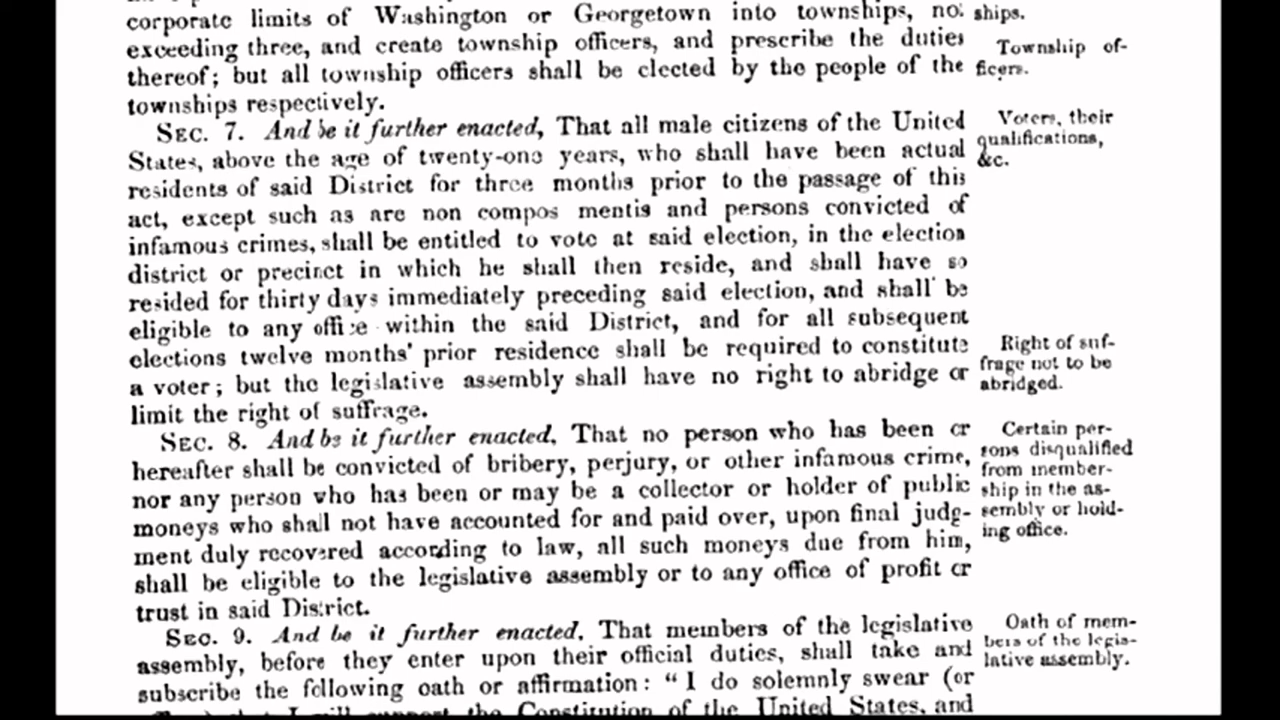 corporate limits of Washington or Georgetown into townships, not
exceeding three, and create township officers, and prescribe the duties
thereof; but all township officers shall be elected by the people of the
townships respectively.
SEC. 7. And be it further enacted, That all male citizens of the United
States, above the age of twenty-one years, who shall have been actual
residents of said District for three months prior to the passage of this
act, except such as are non compos mentis and persons convicted of
infamous crimes, shall be entitled to vote at said election, in the election
district or precinct in which he shall then reside, and shall have so
resided for thirty days immediately preceding said election, and shall be
eligible to any office within the said District, and for all subsequent
elections twelve months' prior residence shall be required to constitute
a voter; but the legislative assembly shall have no right to abridge or
limit the right of suffrage.
SEC. 8. And be it further enacted, That no person who has been or
hereafter shall be convicted of bribery, perjury, or other infamous crime,
nor any person who has been or may be a collector or holder of public
moneys who shall not have accounted for and paid over, upon final judg-
ment duly recovered according to law, all such moneys due from him,
shall be eligible to the legislative assembly or to any office of profit or
trust in said District.
SEC. 9. And be it further enacted, That members of the legislative
assembly, before they enter upon their official duties, shall take and
subscribe the following oath or affirmation: "I do solemnly swear (or
that I will support the Constitution of the United States, and
ships.
Township of-
ficers.
Voters, their
qualifications,
&c.
Right of suf-
frage not to be
abridged.
Certain per-
sons disqualified
from member-
ship in the as-
sembly or hold-
ing office.
Oath of mem-
bers of the legis-
lative assembly.